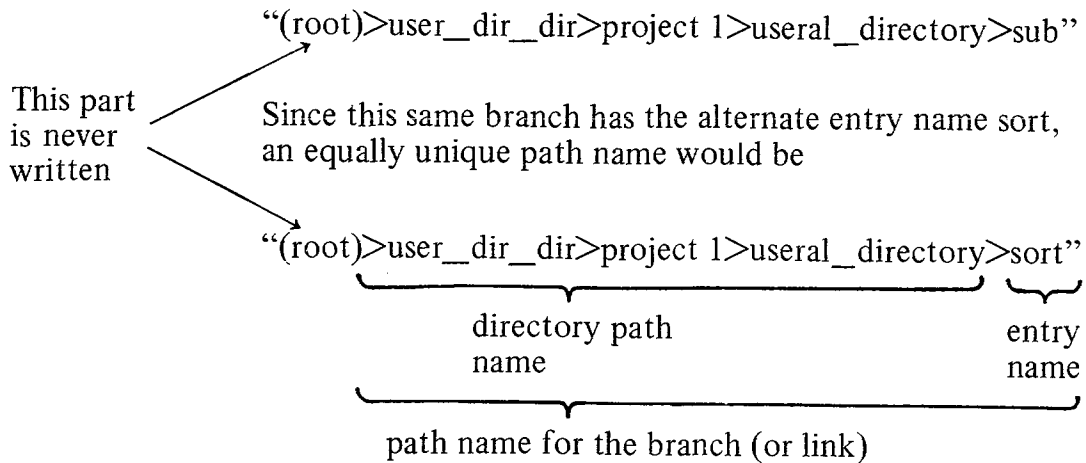 “(root)>user_dir_dir>project 1>useral_directory>sub”
This part
is never
written
Since this same branch has the alternate entry name sort,
an equally unique path name would be
“(root)>user_dir_dir>project 1>useral_directory>sort”
directory path
name
entry
name
path name for the branch (or link)